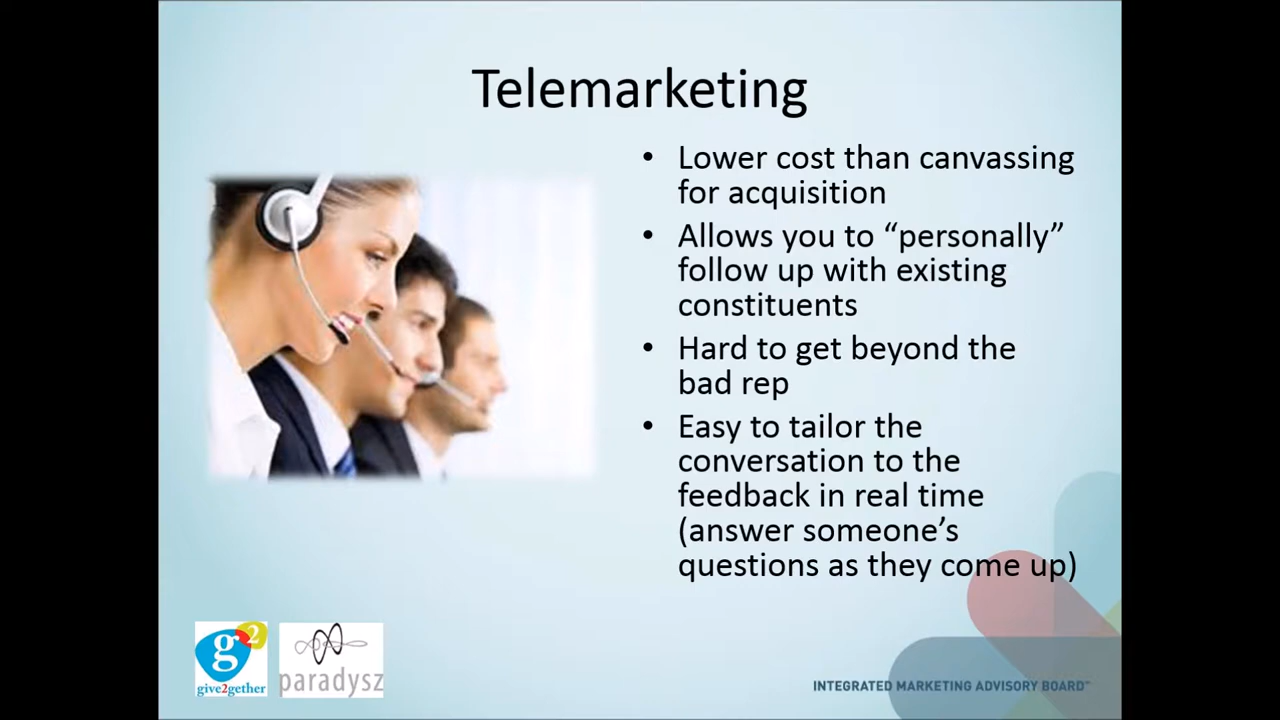 Telemarketing
• Lower cost than canvassing
for acquisition
• Allows you to “personally”
follow up with existing
constituents
• Hard to get beyond the
bad rep
• Easy to tailor the
conversation to the
feedback in real time
(answer someone’s
questions as they come up)
g2
give2gether
paradysz
INTEGRATED MARKETING ADVISORY BOARD™